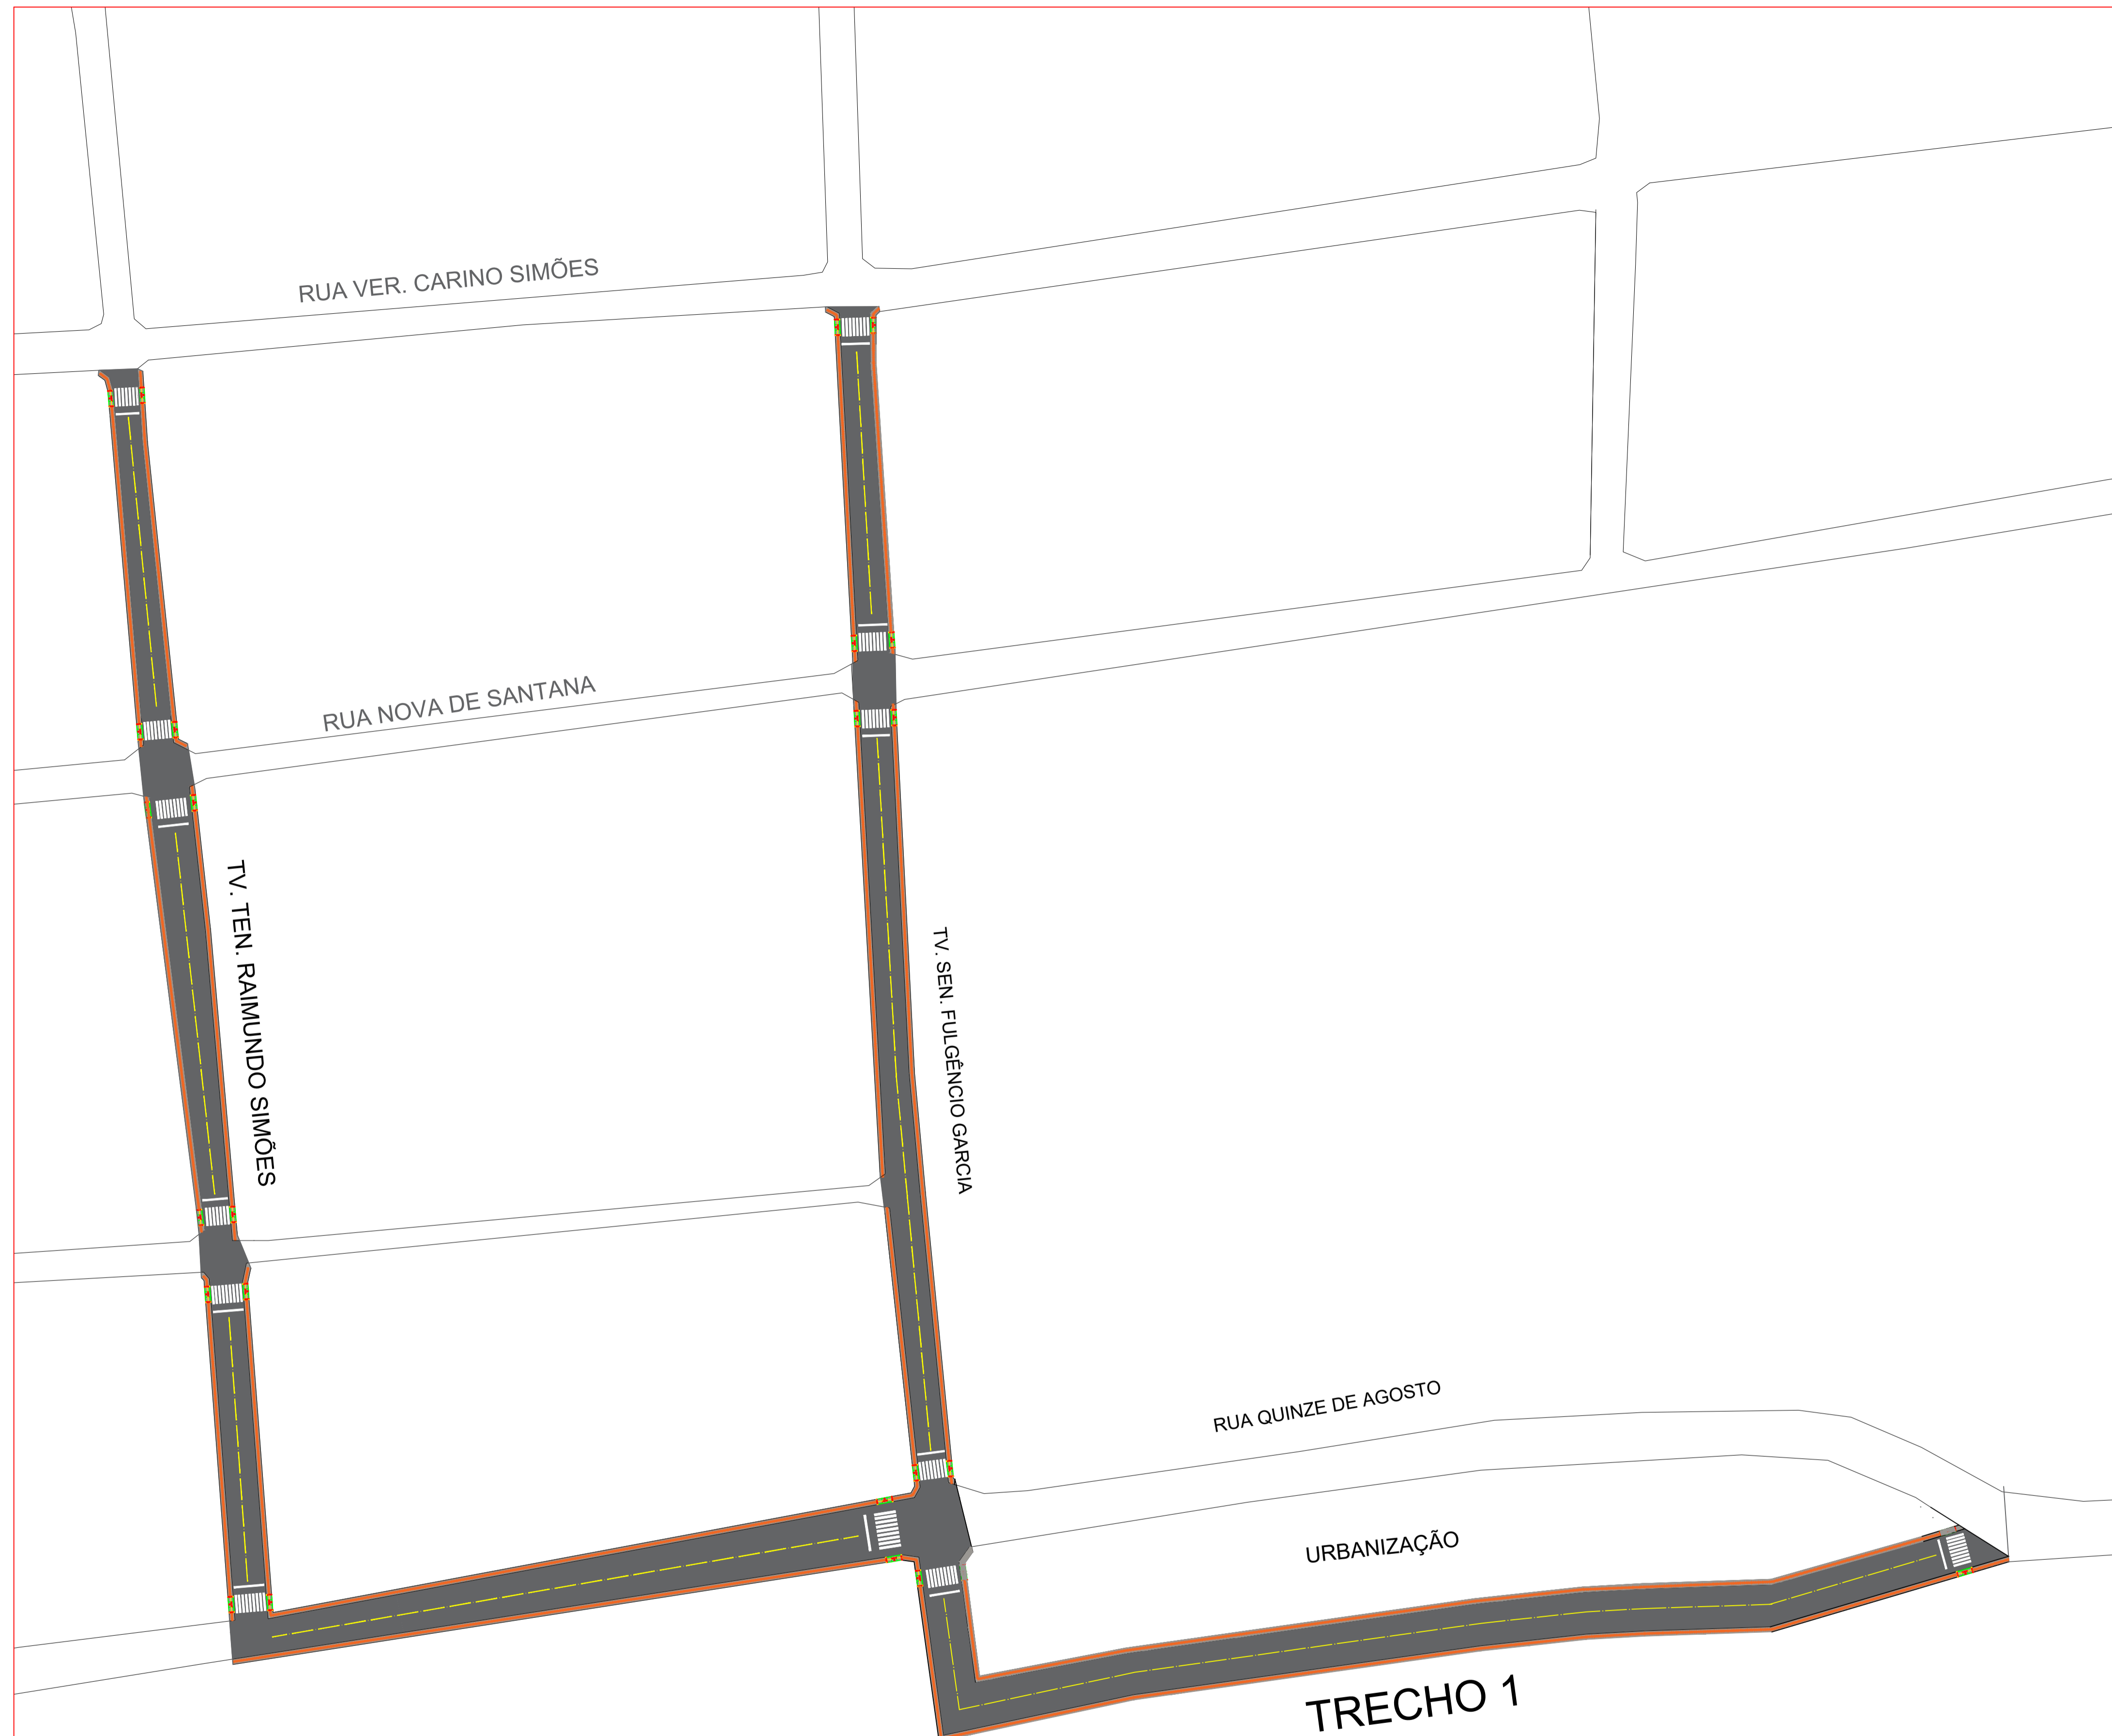 RUA VER. CARINO SIMÕES
RUA NOVA DE SANTANA
TV. TEN. RAIMUNDO SIMÕES
TV. SEN. FULGÊNCIO GARCIA
RUA QUINZE DE AGOSTO
URBANIZAÇÃO
TRECHO 1